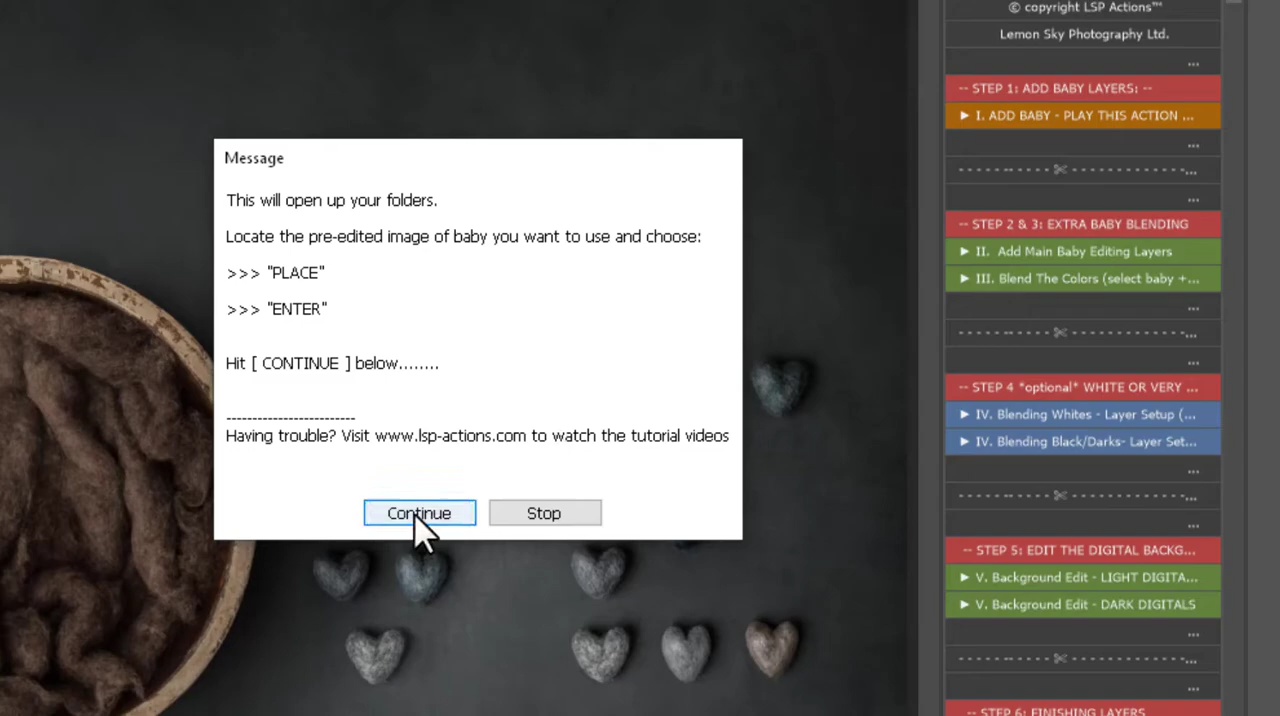 © copyright LSP Actions™
Lemon Sky Photography Ltd.
...
-- STEP 1: ADD BABY LAYERS: --
I. ADD BABY - PLAY THIS ACTION ...
...
- - - - - - - - - ✂ - - - - - - - - - - -...
...
-- STEP 2 & 3: EXTRA BABY BLENDING
II. Add Main Baby Editing Layers
III. Blend The Colors (select baby +...
...
- - - - - - - - - ✂ - - - - - - - - - - -...
...
-- STEP 4 *optional* WHITE OR VERY ...
IV. Blending Whites - Layer Setup (...
IV. Blending Black/Darks- Layer Set...
...
- - - - - - - - - ✂ - - - - - - - - - - -...
...
-- STEP 5: EDIT THE DIGITAL BACKG...
V. Background Edit - LIGHT DIGITA...
V. Background Edit - DARK DIGITALS
...
- - - - - - - - - ✂ - - - - - - - - - - -...
...
-- STEP 6: FINISHING LAYERS
Message
This will open up your folders.
Locate the pre-edited image of baby you want to use and choose:
>>> "PLACE"
>>> "ENTER"
Hit [ CONTINUE ] below........
-------------------------
Having trouble? Visit www.lsp-actions.com to watch the tutorial videos
Continue
Stop